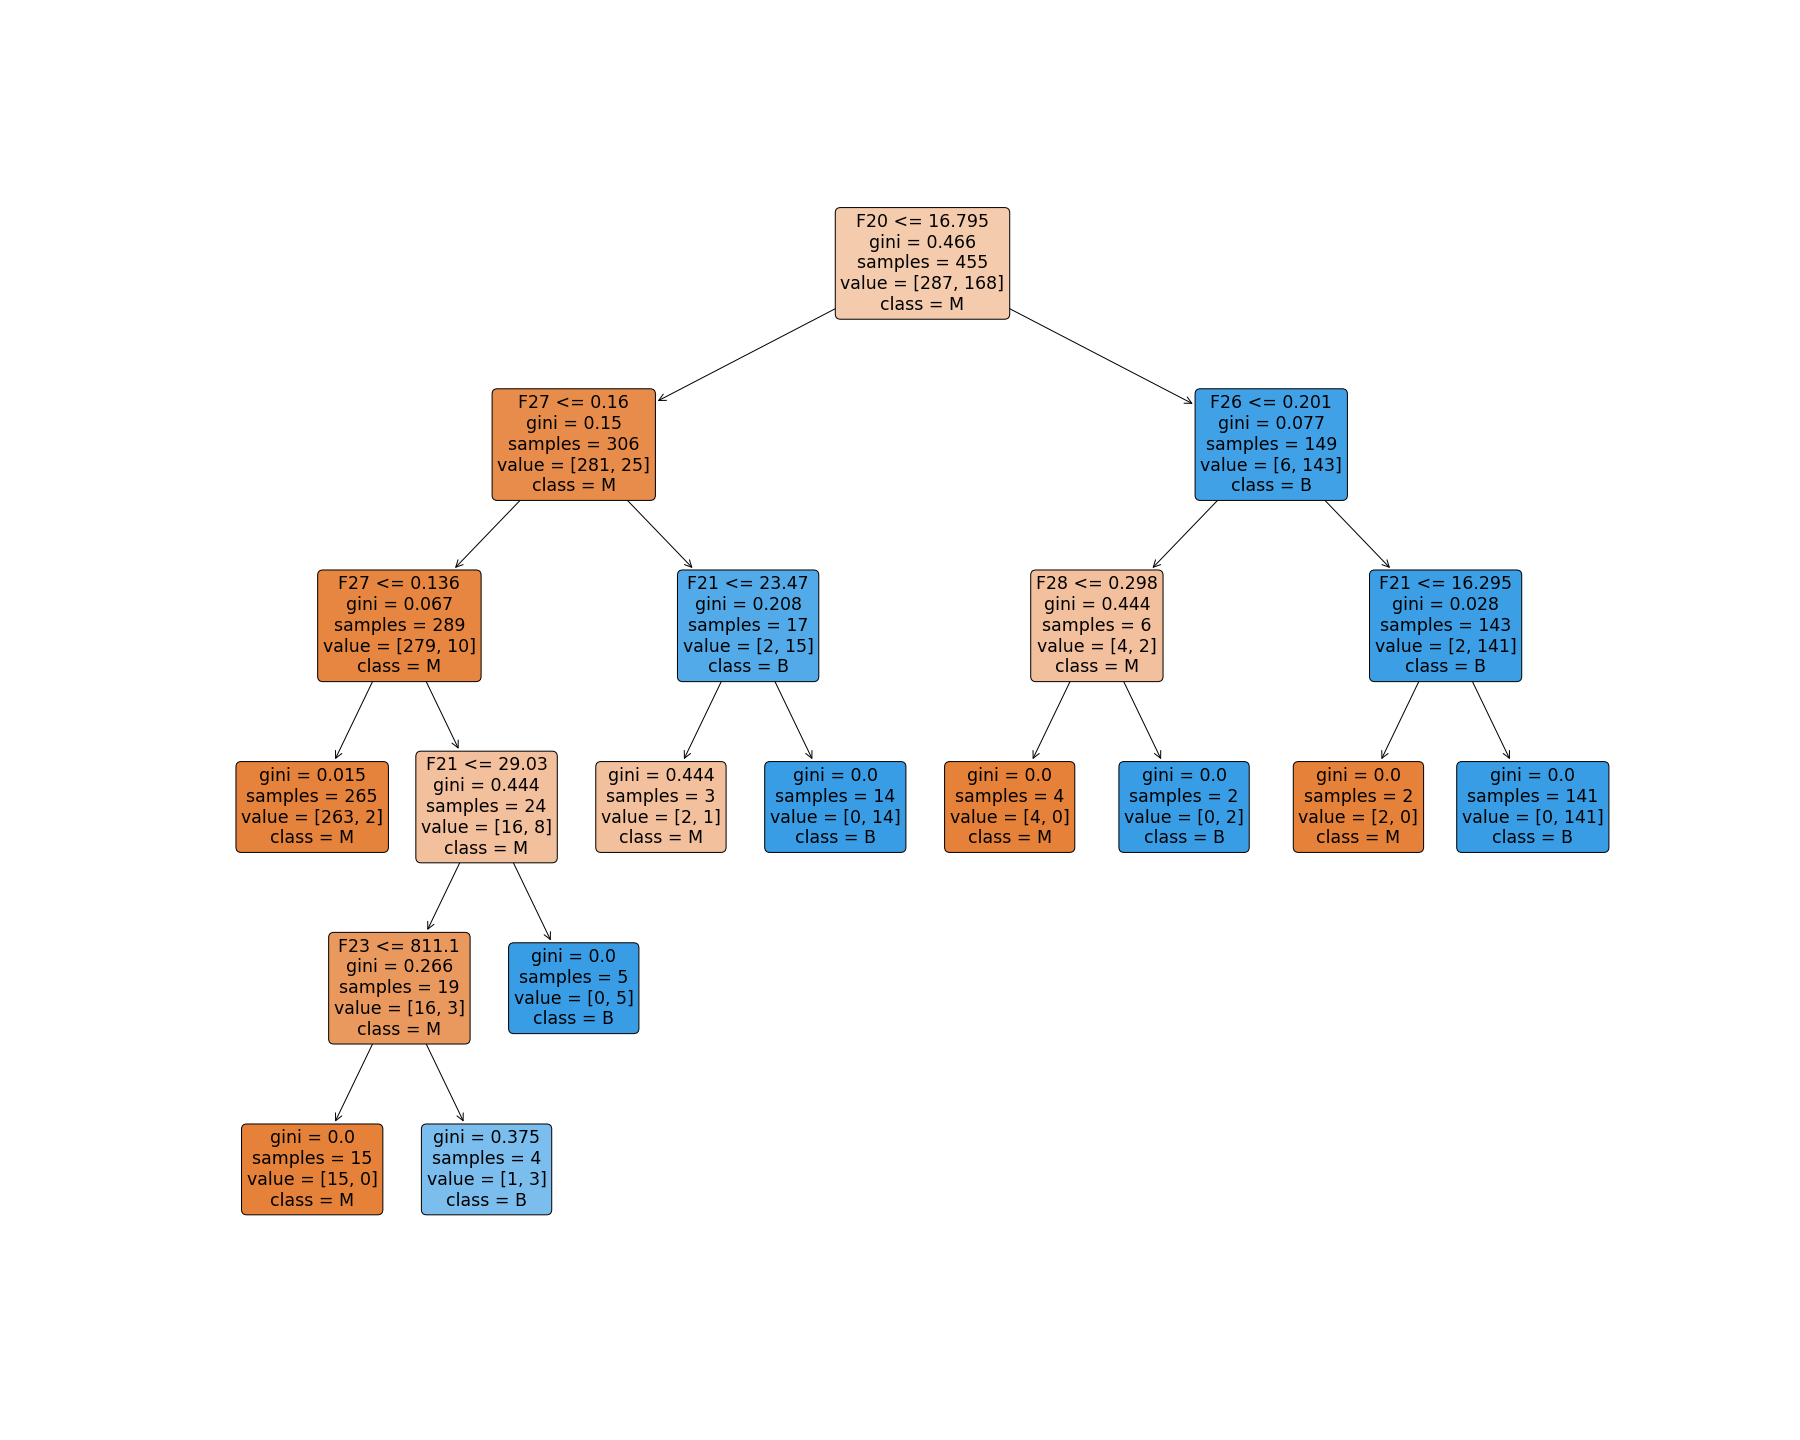 F20 <= 16.795
gini = 0.466
samples = 455
value = [287, 168]
class = M
F27 <= 0.16
gini = 0.15
samples = 306
value = [281, 25]
class = M
F26 <= 0.201
gini = 0.077
samples = 149
value = [6, 143]
class = B
F27 <= 0.136
gini = 0.067
samples = 289
value = [279, 10]
class = M
F21 <= 23.47
gini = 0.208
samples = 17
value = [2, 15]
class = B
F28 <= 0.298
gini = 0.444
samples = 6
value = [4, 2]
class = M
F21 <= 16.295
gini = 0.028
samples = 143
value = [2, 141]
class = B
gini = 0.015
samples = 265
value = [263, 2]
class = M
F21 <= 29.03
gini = 0.444
samples = 24
value = [16, 8]
class = M
gini = 0.444
samples = 3
value = [2, 1]
class = M
gini = 0.0
samples = 14
value = [0, 14]
class = B
gini = 0.0
samples = 4
value = [4, 0]
class = M
gini = 0.0
samples = 2
value = [0, 2]
class = B
gini = 0.0
samples = 2
value = [2, 0]
class = M
gini = 0.0
samples = 141
value = [0, 141]
class = B
F23 <= 811.1
gini = 0.266
samples = 19
value = [16, 3]
class = M
gini = 0.0
samples = 5
value = [0, 5]
class = B
gini = 0.0
samples = 15
value = [15, 0]
class = M
gini = 0.375
samples = 4
value = [1, 3]
class = B